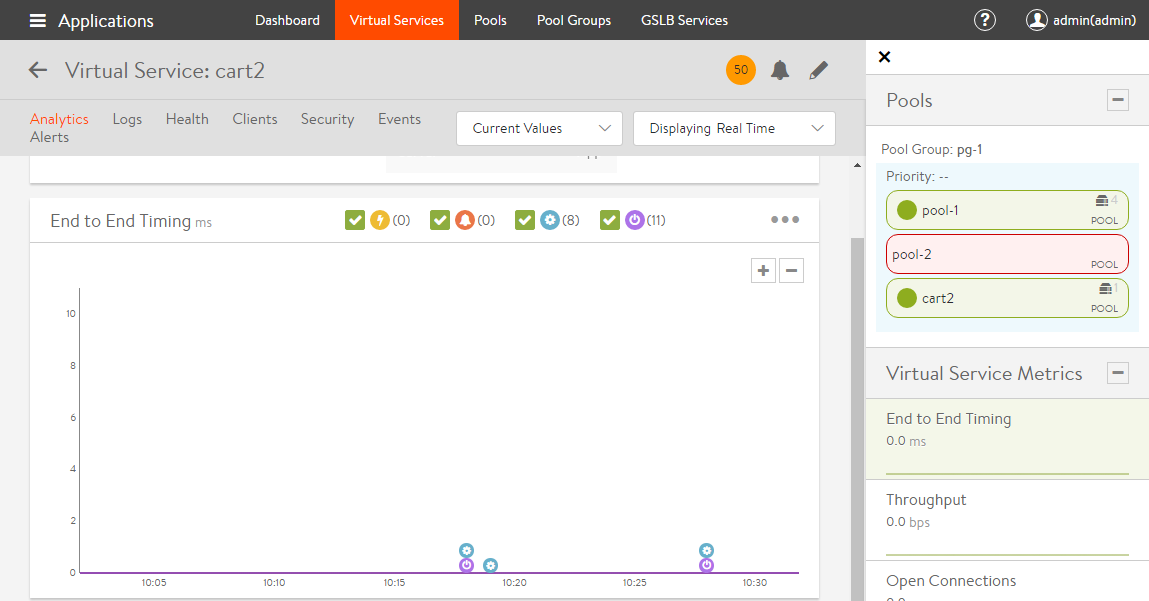 Applications
Dashboard Virtual Services Pools Pool Groups GSLB Services
? admin(admin)
Virtual Service: cart2
50
Analytics Logs Health Clients Security Events
Alerts
Current Values
Displaying Real Time
End to End Timing ms
(0) (0) (8) (11)
10
8
6
4
2
0
10:05 10:10 10:15 10:20 10:25 10:30
Pools
Pool Group: pg-1
Priority: --
pool-1 4
POOL
pool-2
POOL
cart2 1
POOL
Virtual Service Metrics
End to End Timing
0.0 ms
Throughput
0.0 bps
Open Connections